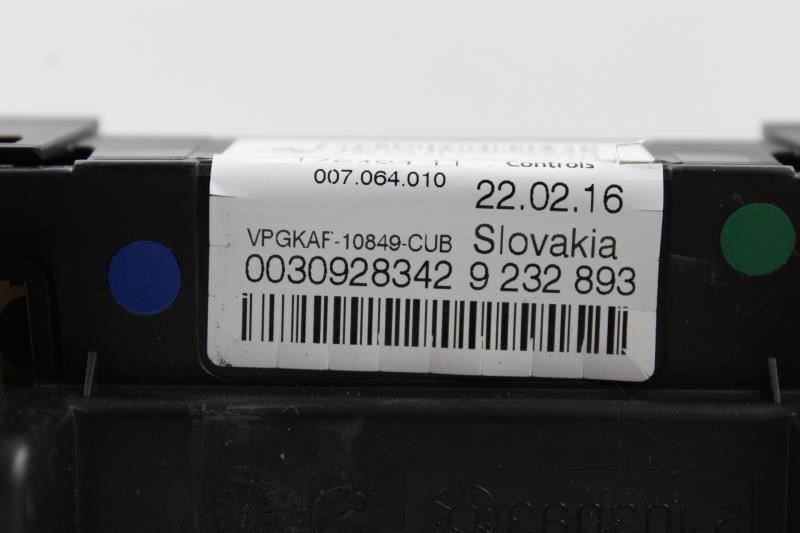 Controls
007.064.010
22.02.16
VPGKAF-10849-CUB Slovakia
0030928342 9 232 893